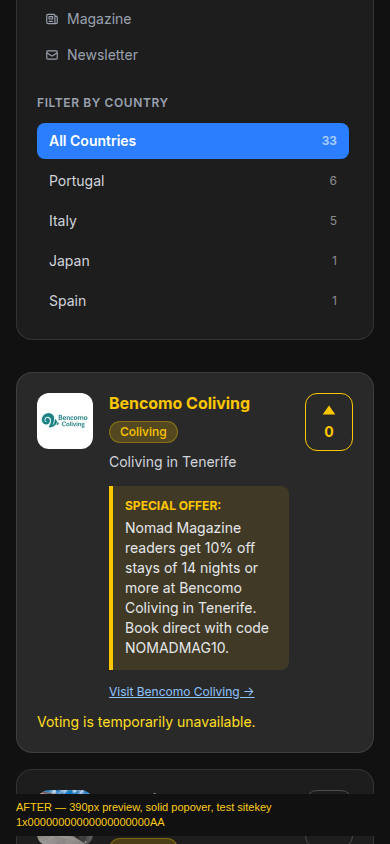 Magazine
Newsletter
FILTER BY COUNTRY
All Countries 33
Portugal 6
Italy 5
Japan 1
Spain 1
Bencomo
Coliving
Bencomo Coliving
Coliving
0
Coliving in Tenerife
SPECIAL OFFER:
Nomad Magazine
readers get 10% off
stays of 14 nights or
more at Bencomo
Coliving in Tenerife.
Book direct with code
NOMADMAG10.
Visit Bencomo Coliving →
Voting is temporarily unavailable.
AFTER — 390px preview, solid popover, test sitekey
1x00000000000000000000AA